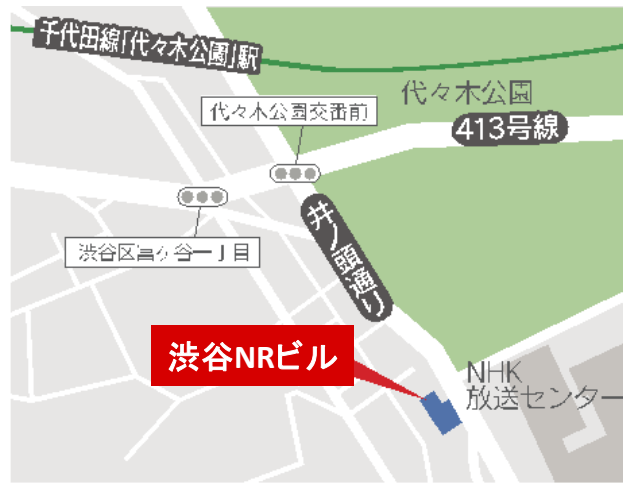 千代田線「代々木公園」駅
代々木公園
代々木公園交番前
413号線
渋谷区富ヶ谷一丁目
井ノ頭通り
渋谷NRビル
NHK
放送センター